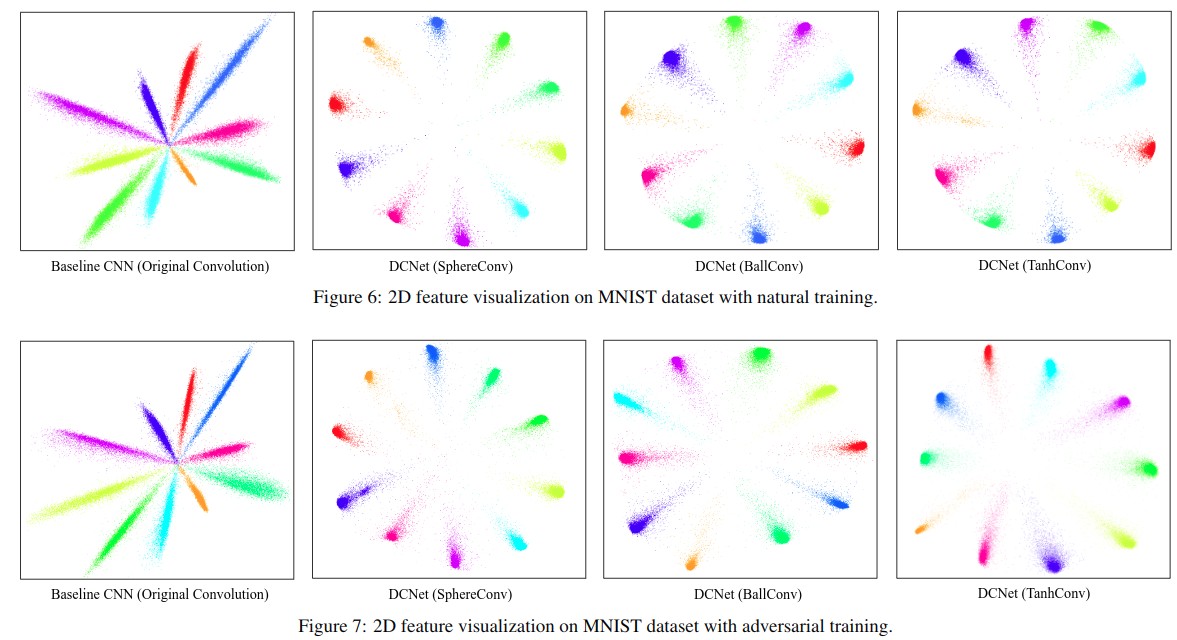 Baseline CNN (Original Convolution)
DCNet (SphereConv)
DCNet (BallConv)
DCNet (TanhConv)
Figure 6: 2D feature visualization on MNIST dataset with natural training.
Baseline CNN (Original Convolution)
DCNet (SphereConv)
DCNet (BallConv)
DCNet (TanhConv)
Figure 7: 2D feature visualization on MNIST dataset with adversarial training.